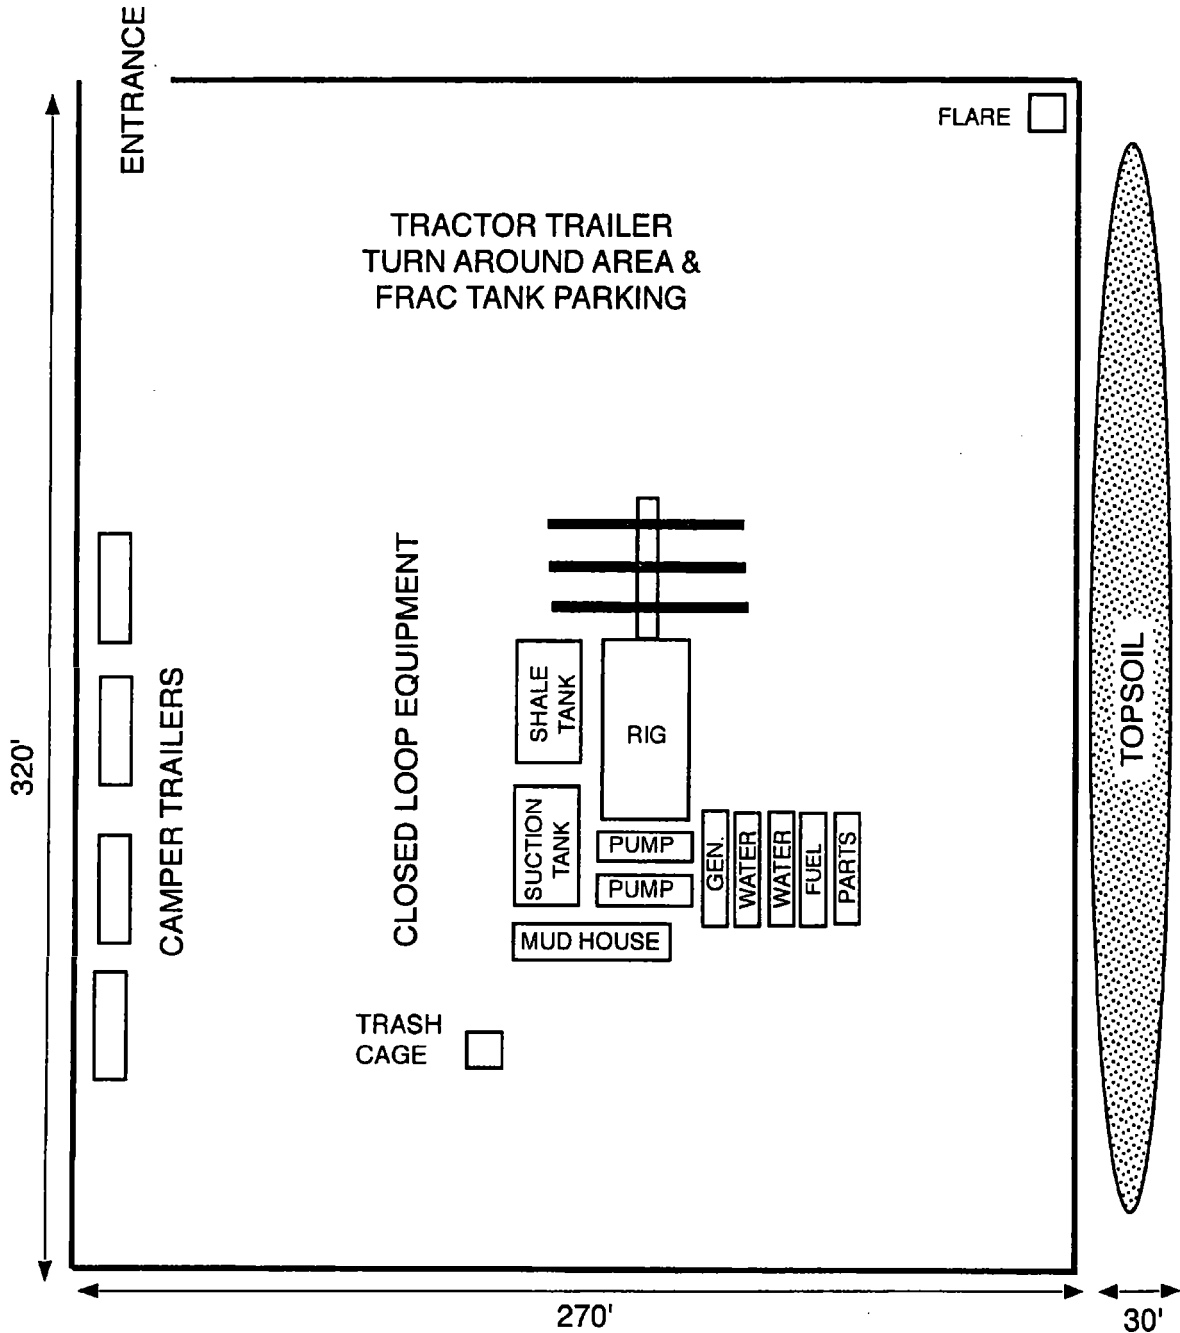 ENTRANCE
FLARE
TRACTOR TRAILER
TURN AROUND AREA &
FRAC TANK PARKING
320'
CAMPER TRAILERS
CLOSED LOOP EQUIPMENT
SHALE
TANK
RIG
SUCTION
TANK
PUMP
PUMP
GEN.
WATER
WATER
FUEL
PARTS
MUD HOUSE
TRASH
CAGE
TOPSOIL
270'
30'